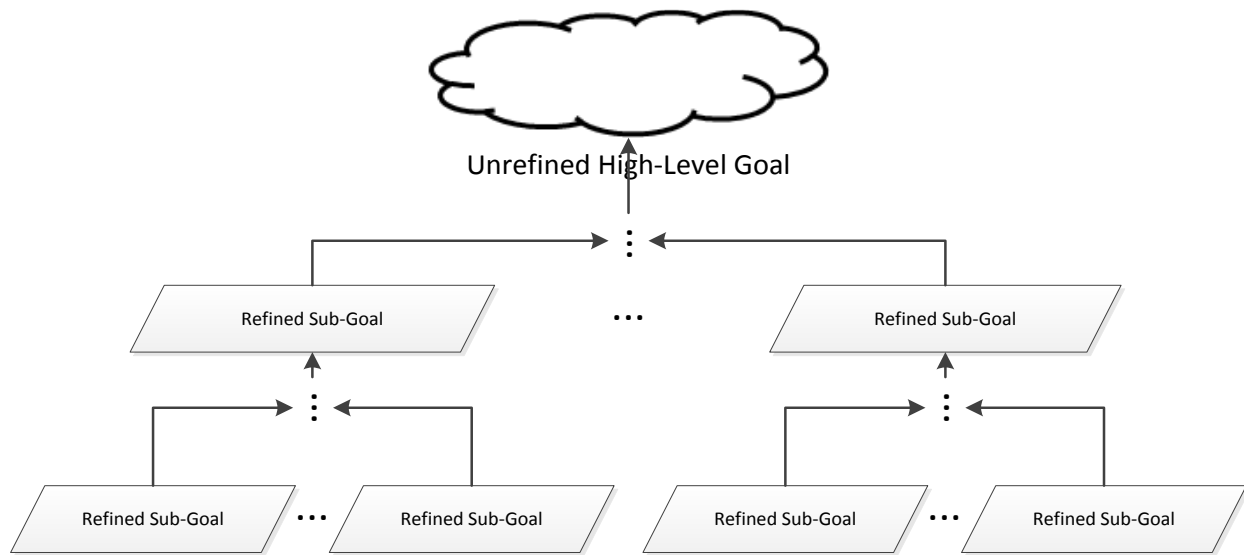 Unrefined High-Level Goal
⋮
Refined Sub-Goal
...
Refined Sub-Goal
⋮
⋮
Refined Sub-Goal
...
Refined Sub-Goal
Refined Sub-Goal
...
Refined Sub-Goal